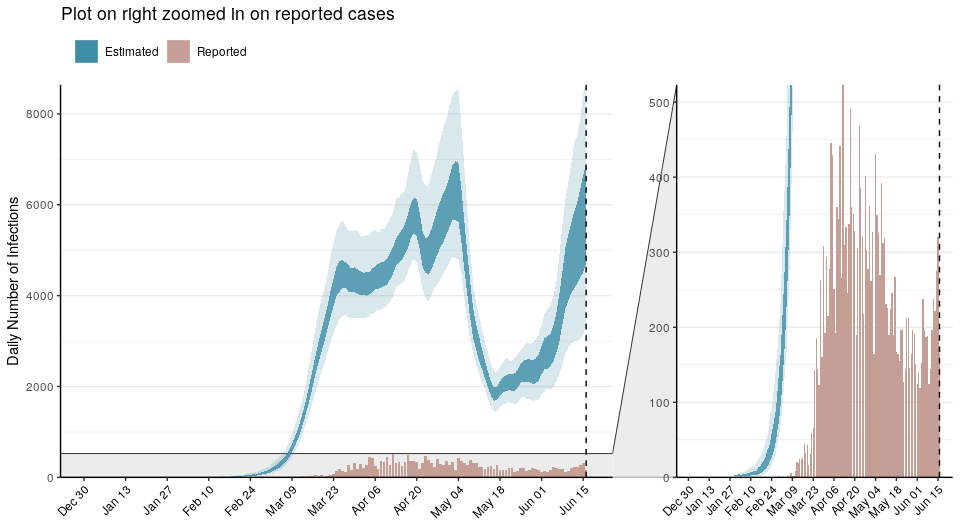 Plot on right zoomed in on reported cases
Estimated Reported
Daily Number of Infections
8000
6000
4000
2000
0
Dec 30 Jan 13 Jan 27 Feb 10 Feb 24 Mar 09 Mar 23 Apr 06 Apr 20 May 04 May 18 Jun 01 Jun 15
500
400
300
200
100
0
Dec 30 Jan 13 Jan 27 Feb 10 Feb 24 Mar 09 Mar 23 Apr 06 Apr 20 May 04 May 18 Jun 01 Jun 15